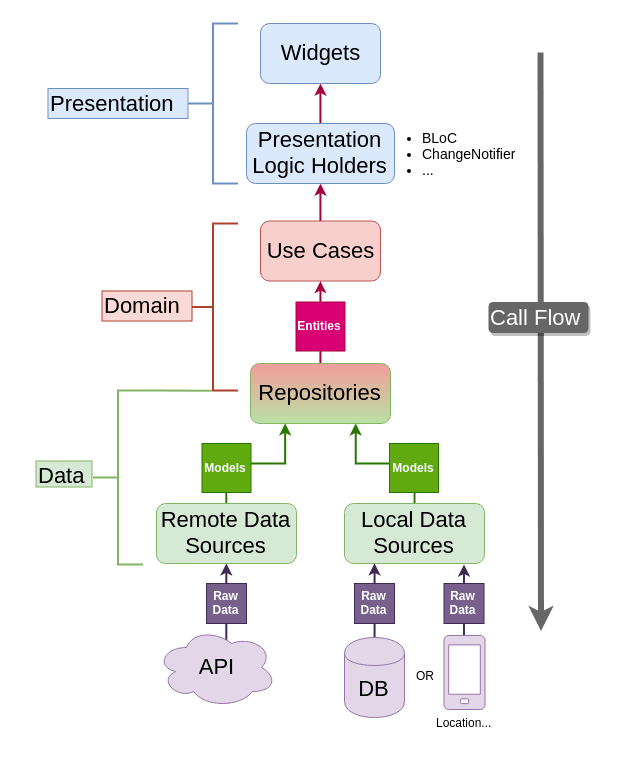 Widgets
Presentation
Presentation
Logic Holders
BLoC
ChangeNotifier
...
Use Cases
Domain
Call Flow
Entities
Repositories
Data
Models
Models
Remote Data
Sources
Local Data
Sources
Raw
Data
Raw
Data
Raw
Data
API
DB
OR
Location...